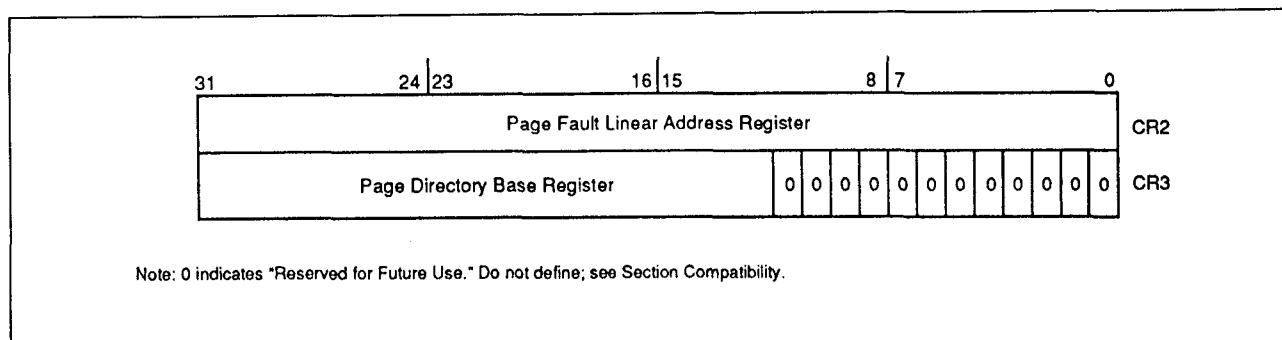 31 24 23 16 15 8 7 0
Page Fault Linear Address Register CR2
Page Directory Base Register 0 0 0 0 0 0 0 0 0 0 0 0 CR3
Note: 0 indicates "Reserved for Future Use." Do not define; see Section Compatibility.